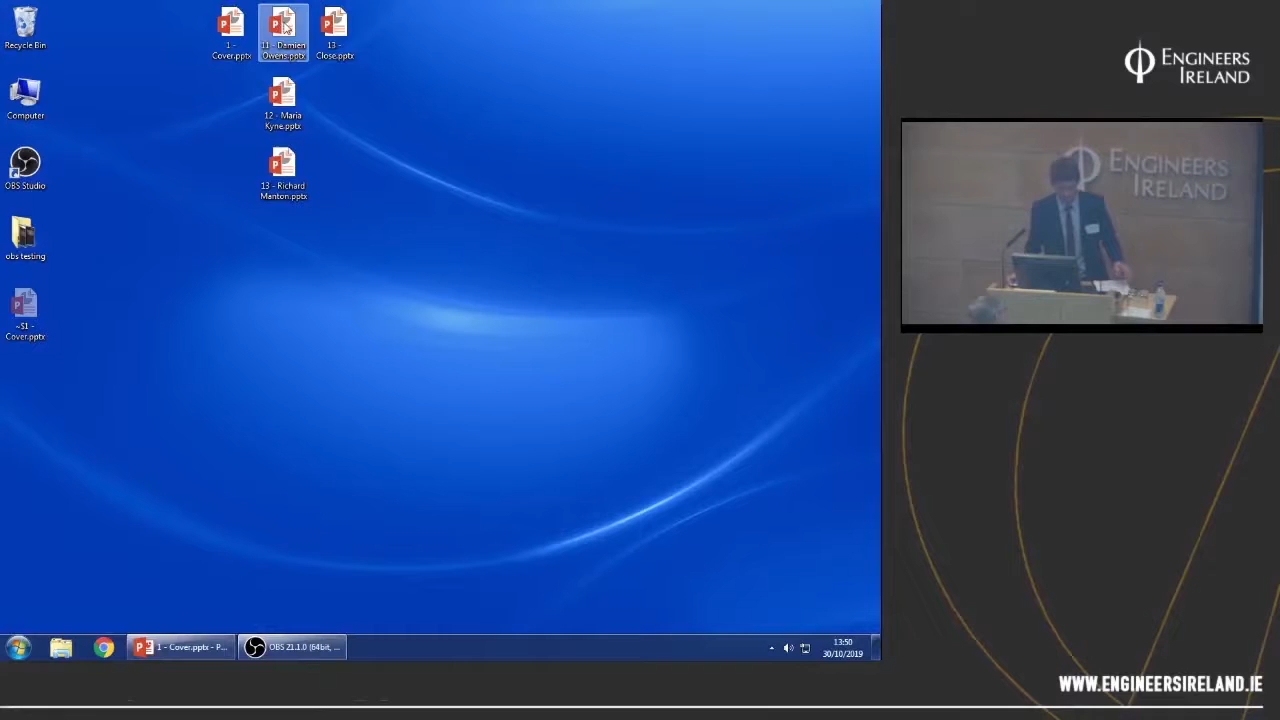 Recycle Bin
Computer
OBS Studio
obs testing
~$1 -
Cover.pptx
1 -
Cover.pptx
11 - Damien
Owens.pptx
13 -
Close.pptx
12 - Maria
Kyne.pptx
13 - Richard
Manton.pptx
1 - Cover.pptx - P...
OBS 21.1.0 (64bit, ...
13:50
30/10/2019
ENGINEERS
IRELAND
ENGINEERS
IRELAND
WWW.ENGINEERSIRELAND.IE